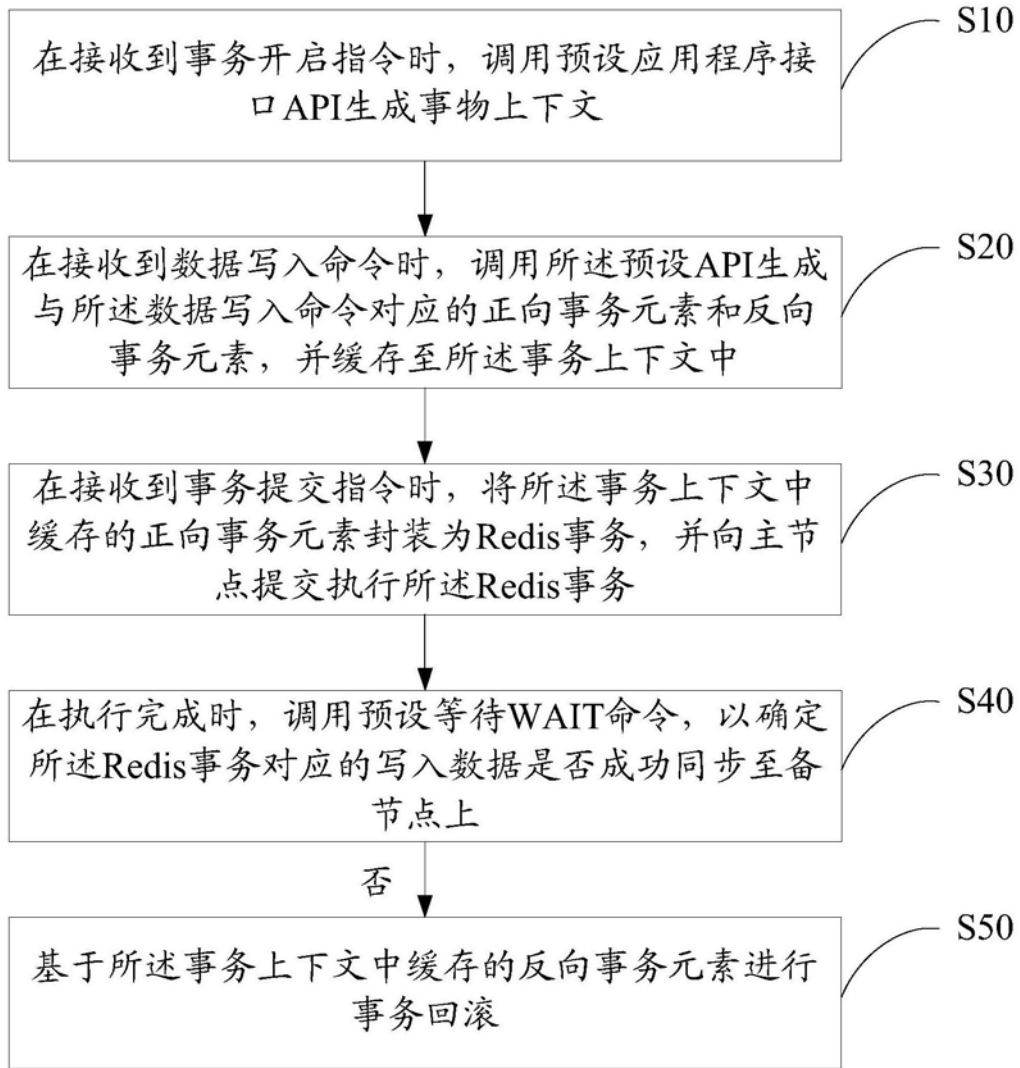 在接收到事务开启指令时，调用预设应用程序接
口API生成事物上下文
S10
在接收到数据写入命令时，调用所述预设API生成
与所述数据写入命令对应的正向事务元素和反向
事务元素，并缓存至所述事务上下文中
S20
在接收到事务提交指令时，将所述事务上下文中
缓存的正向事务元素封装为Redis事务，并向主节
点提交执行所述Redis事务
S30
在执行完成时，调用预设等待WAIT命令，以确定
所述Redis事务对应的写入数据是否成功同步至备
节点上
S40
否
基于所述事务上下文中缓存的反向事务元素进行
事务回滚
S50